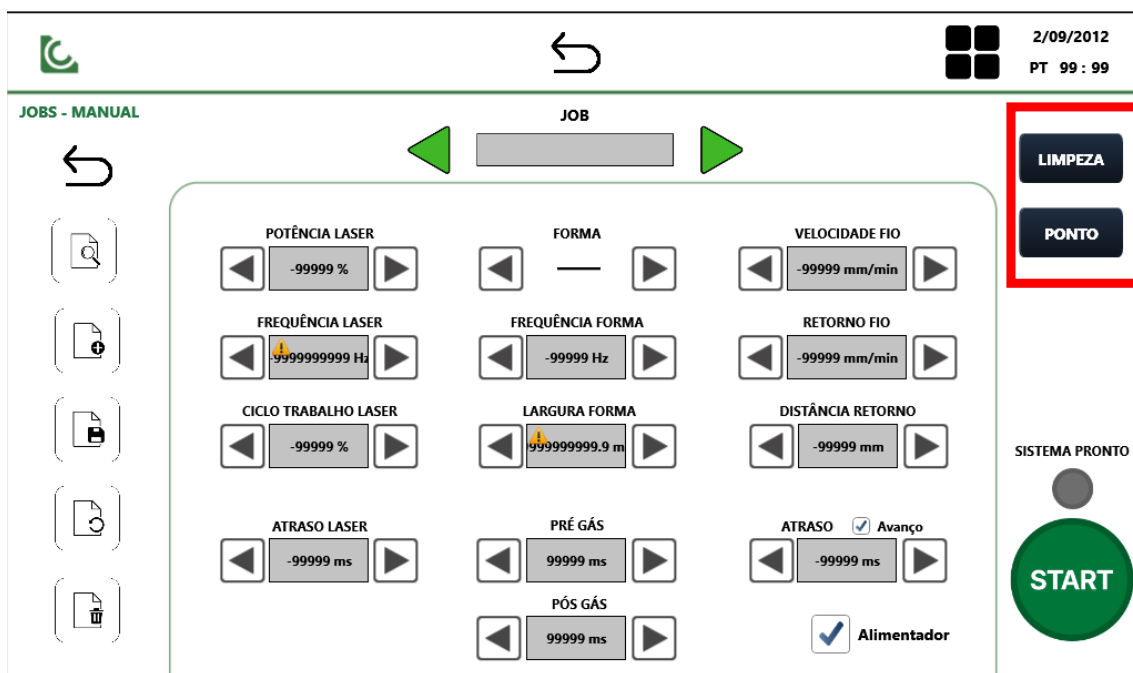 2/09/2012
PT 99 : 99
JOBS - MANUAL
JOB
LIMPEZA
PONTO
POTÊNCIA LASER
-99999 %
FORMA
VELOCIDADE FIO
-99999 mm/min
FREQUÊNCIA LASER
-9999999999 Hz
FREQUÊNCIA FORMA
-99999 Hz
RETORNO FIO
-99999 mm/min
CICLO TRABALHO LASER
-99999 %
LARGURA FORMA
999999999.9 m
DISTÂNCIA RETORNO
-99999 mm
SISTEMA PRONTO
ATRASO LASER
-99999 ms
PRÉ GÁS
99999 ms
ATRASO Avanço
-99999 ms
START
PÓS GÁS
99999 ms
Alimentador